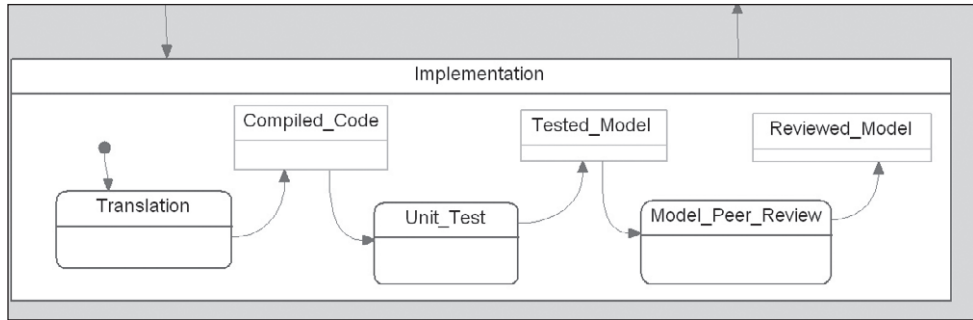 Implementation
Compiled_Code
Tested_Model
Reviewed_Model
Translation
Unit_Test
Model_Peer_Review